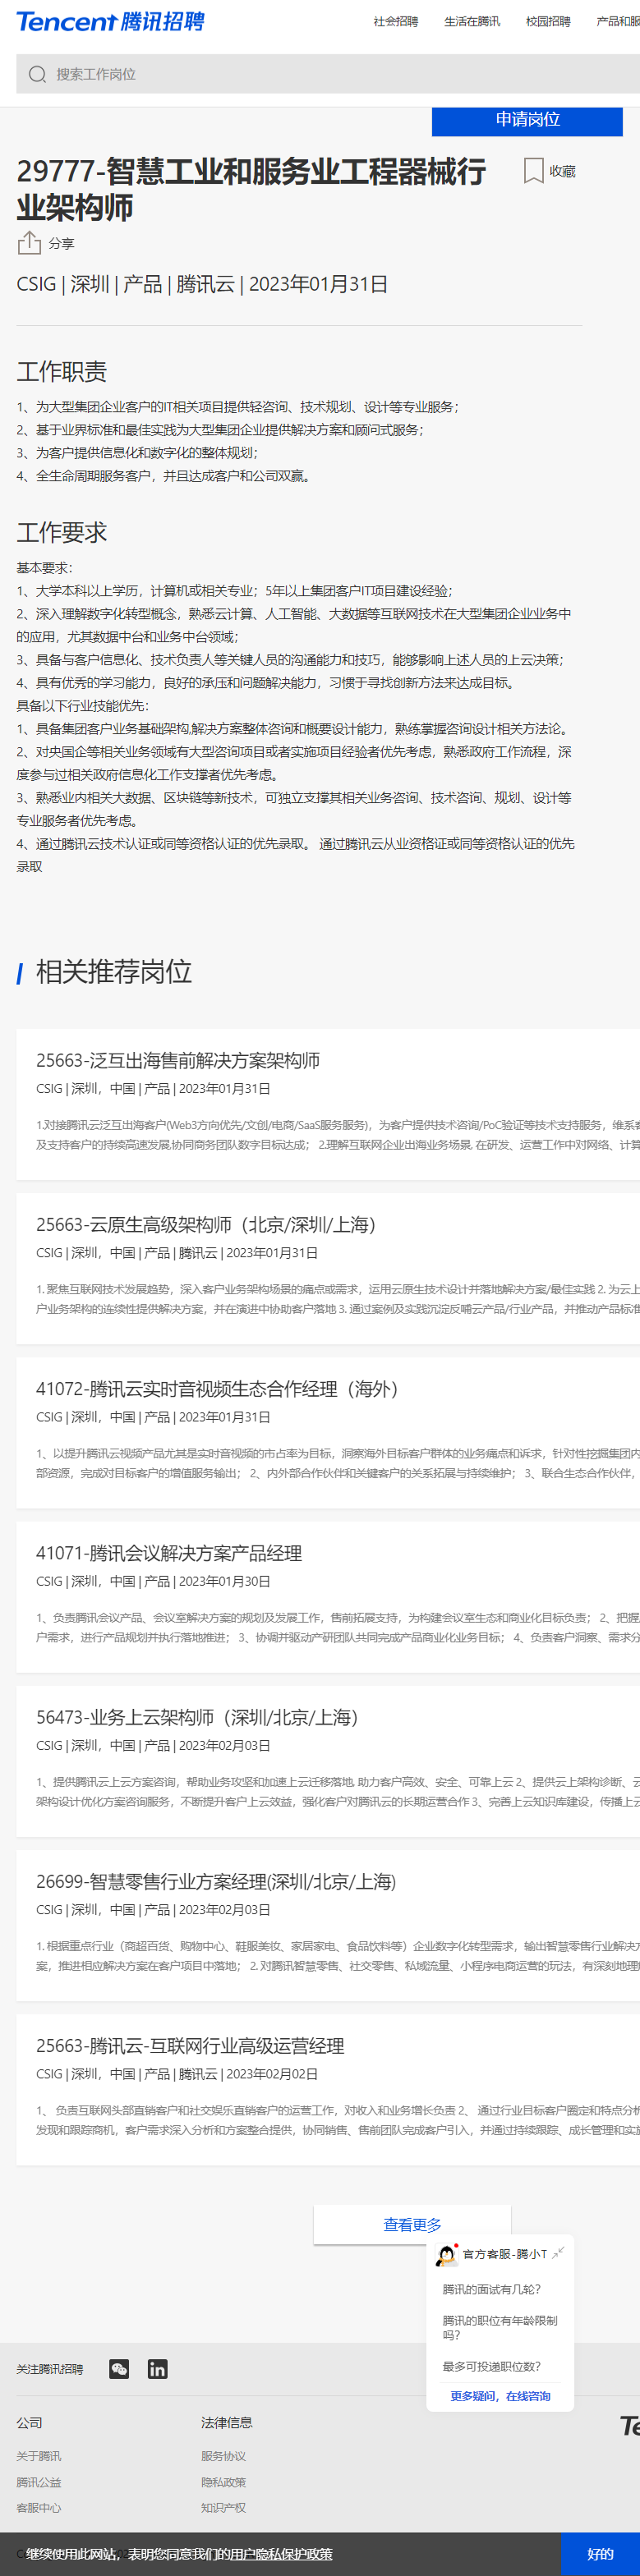 Tencent 腾讯招聘
社会招聘 生活在腾讯 校园招聘 产品和服
搜索工作岗位
申请岗位
29777-智慧工业和服务业工程器械行
业架构师
收藏
分享
CSIG | 深圳 | 产品 | 腾讯云 | 2023年01月31日
工作职责
1、为大型集团企业客户的IT相关项目提供轻咨询、技术规划、设计等专业服务；
2、基于业界标准和最佳实践为大型集团企业提供解决方案和顾问式服务；
3、为客户提供信息化和数字化的整体规划；
4、全生命周期服务客户，并且达成客户和公司双赢。
工作要求
基本要求：
1、大学本科以上学历，计算机或相关专业；5年以上集团客户IT项目建设经验；
2、深入理解数字化转型概念，熟悉云计算、人工智能、大数据等互联网技术在大型集团企业业务中
的应用，尤其数据中台和业务中台领域；
3、具备与客户信息化、技术负责人等关键人员的沟通能力和技巧，能够影响上述人员的上云决策；
4、具有优秀的学习能力，良好的承压和问题解决能力，习惯于寻找创新方法来达成目标。
具备以下行业技能优先：
1、具备集团客户业务基础架构,解决方案整体咨询和概要设计能力，熟练掌握咨询设计相关方法论。
2、对央国企等相关业务领域有大型咨询项目或者实施项目经验者优先考虑，熟悉政府工作流程，深
度参与过相关政府信息化工作支撑者优先考虑。
3、熟悉业内相关大数据、区块链等新技术，可独立支撑其相关业务咨询、技术咨询、规划、设计等
专业服务者优先考虑。
4、通过腾讯云技术认证或同等资格认证的优先录取。 通过腾讯云从业资格证或同等资格认证的优先
录取
相关推荐岗位
25663-泛互出海售前解决方案架构师
CSIG | 深圳，中国 | 产品 | 2023年01月31日
1.对接腾讯云泛互出海客户(Web3方向优先/文创/电商/SaaS服务服务)，为客户提供技术咨询/PoC验证等技术支持服务，维系客
及支持客户的持续高速发展,协同商务团队数字目标达成； 2.理解互联网企业出海业务场景, 在研发、运营工作中对网络、计算
25663-云原生高级架构师（北京/深圳/上海）
CSIG | 深圳，中国 | 产品 | 腾讯云 | 2023年01月31日
1. 聚焦互联网技术发展趋势，深入客户业务架构场景的痛点或需求，运用云原生技术设计并落地解决方案/最佳实践 2. 为云上
户业务架构的连续性提供解决方案，并在演进中协助客户落地 3. 通过案例及实践沉淀反哺云产品/行业产品，并推动产品标准
41072-腾讯云实时音视频生态合作经理（海外）
CSIG | 深圳，中国 | 产品 | 2023年01月31日
1、以提升腾讯云视频产品尤其是实时音视频的市占率为目标，洞察海外目标客户群体的业务痛点和诉求，针对性挖掘集团内
部资源，完成对目标客户的增值服务输出； 2、内外部合作伙伴和关键客户的关系拓展与持续维护； 3、联合生态合作伙伴，
41071-腾讯会议解决方案产品经理
CSIG | 深圳，中国 | 产品 | 2023年01月30日
1、负责腾讯会议产品、会议室解决方案的规划及发展工作，售前拓展支持，为构建会议室生态和商业化目标负责； 2、把握用
户需求，进行产品规划并执行落地推进； 3、协调并驱动产研团队共同完成产品商业化业务目标； 4、负责客户洞察、需求分
56473-业务上云架构师（深圳/北京/上海）
CSIG | 深圳，中国 | 产品 | 2023年02月03日
1、提供腾讯云上云方案咨询，帮助业务攻坚和加速上云迁移落地, 助力客户高效、安全、可靠上云 2、提供云上架构诊断、云
架构设计优化方案咨询服务，不断提升客户上云效益，强化客户对腾讯云的长期运营合作 3、完善上云知识库建设，传播上云
26699-智慧零售行业方案经理(深圳/北京/上海)
CSIG | 深圳，中国 | 产品 | 2023年02月03日
1. 根据重点行业（商超百货、购物中心、鞋服美妆、家居家电、食品饮料等）企业数字化转型需求，输出智慧零售行业解决方
案，推进相应解决方案在客户项目中落地； 2. 对腾讯智慧零售、社交零售、私域流量、小程序电商运营的玩法，有深刻地理解
25663-腾讯云-互联网行业高级运营经理
CSIG | 深圳，中国 | 产品 | 腾讯云 | 2023年02月02日
1、 负责互联网头部直销客户和社交娱乐直销客户的运营工作，对收入和业务增长负责 2、 通过行业目标客户圈定和特点分析
发现和跟踪商机，客户需求深入分析和方案整合提供，协同销售、售前团队完成客户引入，并通过持续跟踪、成长管理和实施
查看更多
官方客服-腾小T
腾讯的面试有几轮？
腾讯的职位有年龄限制
吗？
最多可投递职位数？
更多疑问，在线咨询
关注腾讯招聘
公司 法律信息
关于腾讯 服务协议
腾讯公益 隐私政策
客服中心 知识产权
继续使用此网站，表明您同意我们的用户隐私保护政策
好的